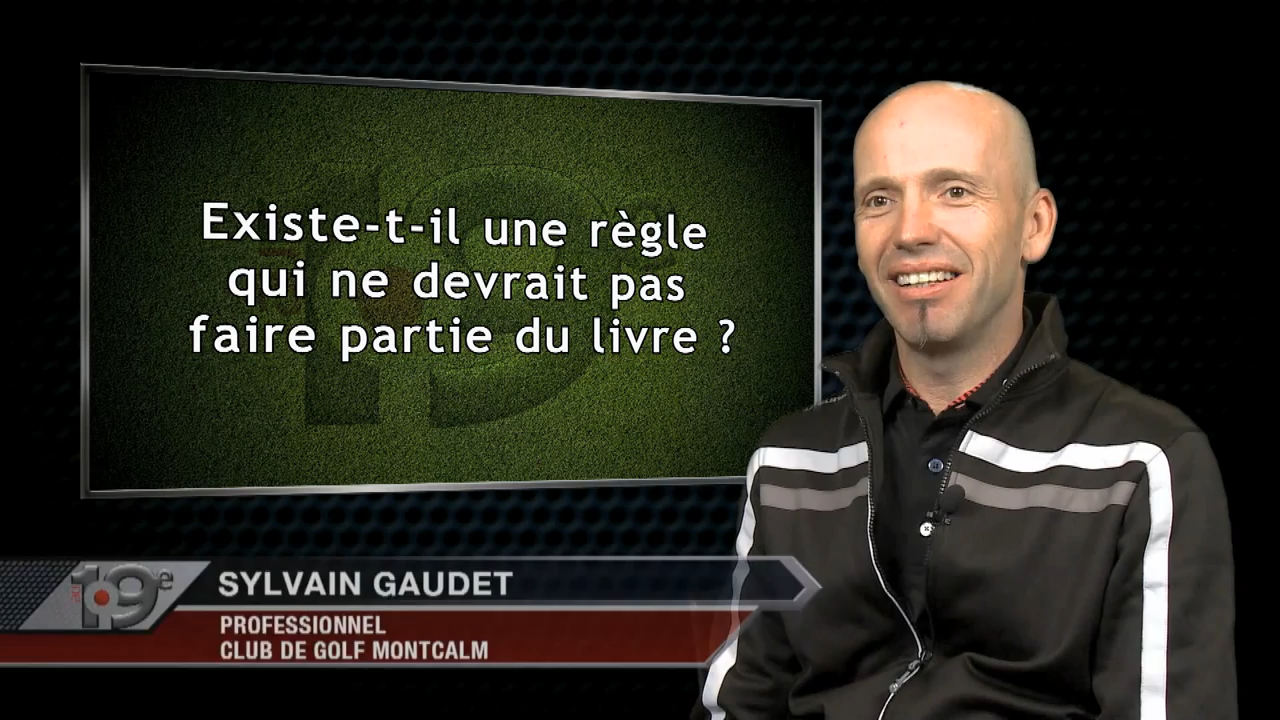 Existe-t-il une règle
qui ne devrait pas
faire partie du livre ?
19e
SYLVAIN GAUDET
PROFESSIONNEL
CLUB DE GOLF MONTCALM